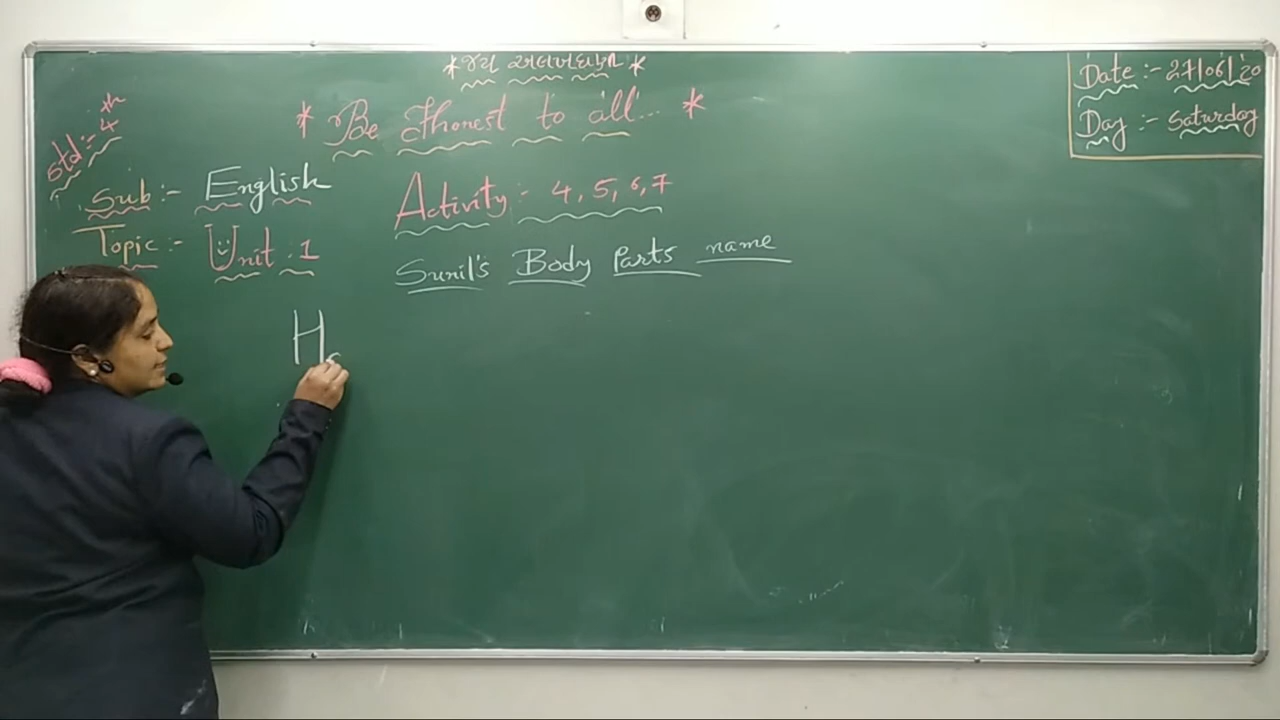 * જય સ્વામિનારાયણ *
* Be Honest to all... *
Date :- 27/06/20
Day :- Saturday
Std :- 4th
Sub :- English
Activity :- 4, 5, 6, 7
Topic :- Unit : 1
Sunil's Body Parts name
H